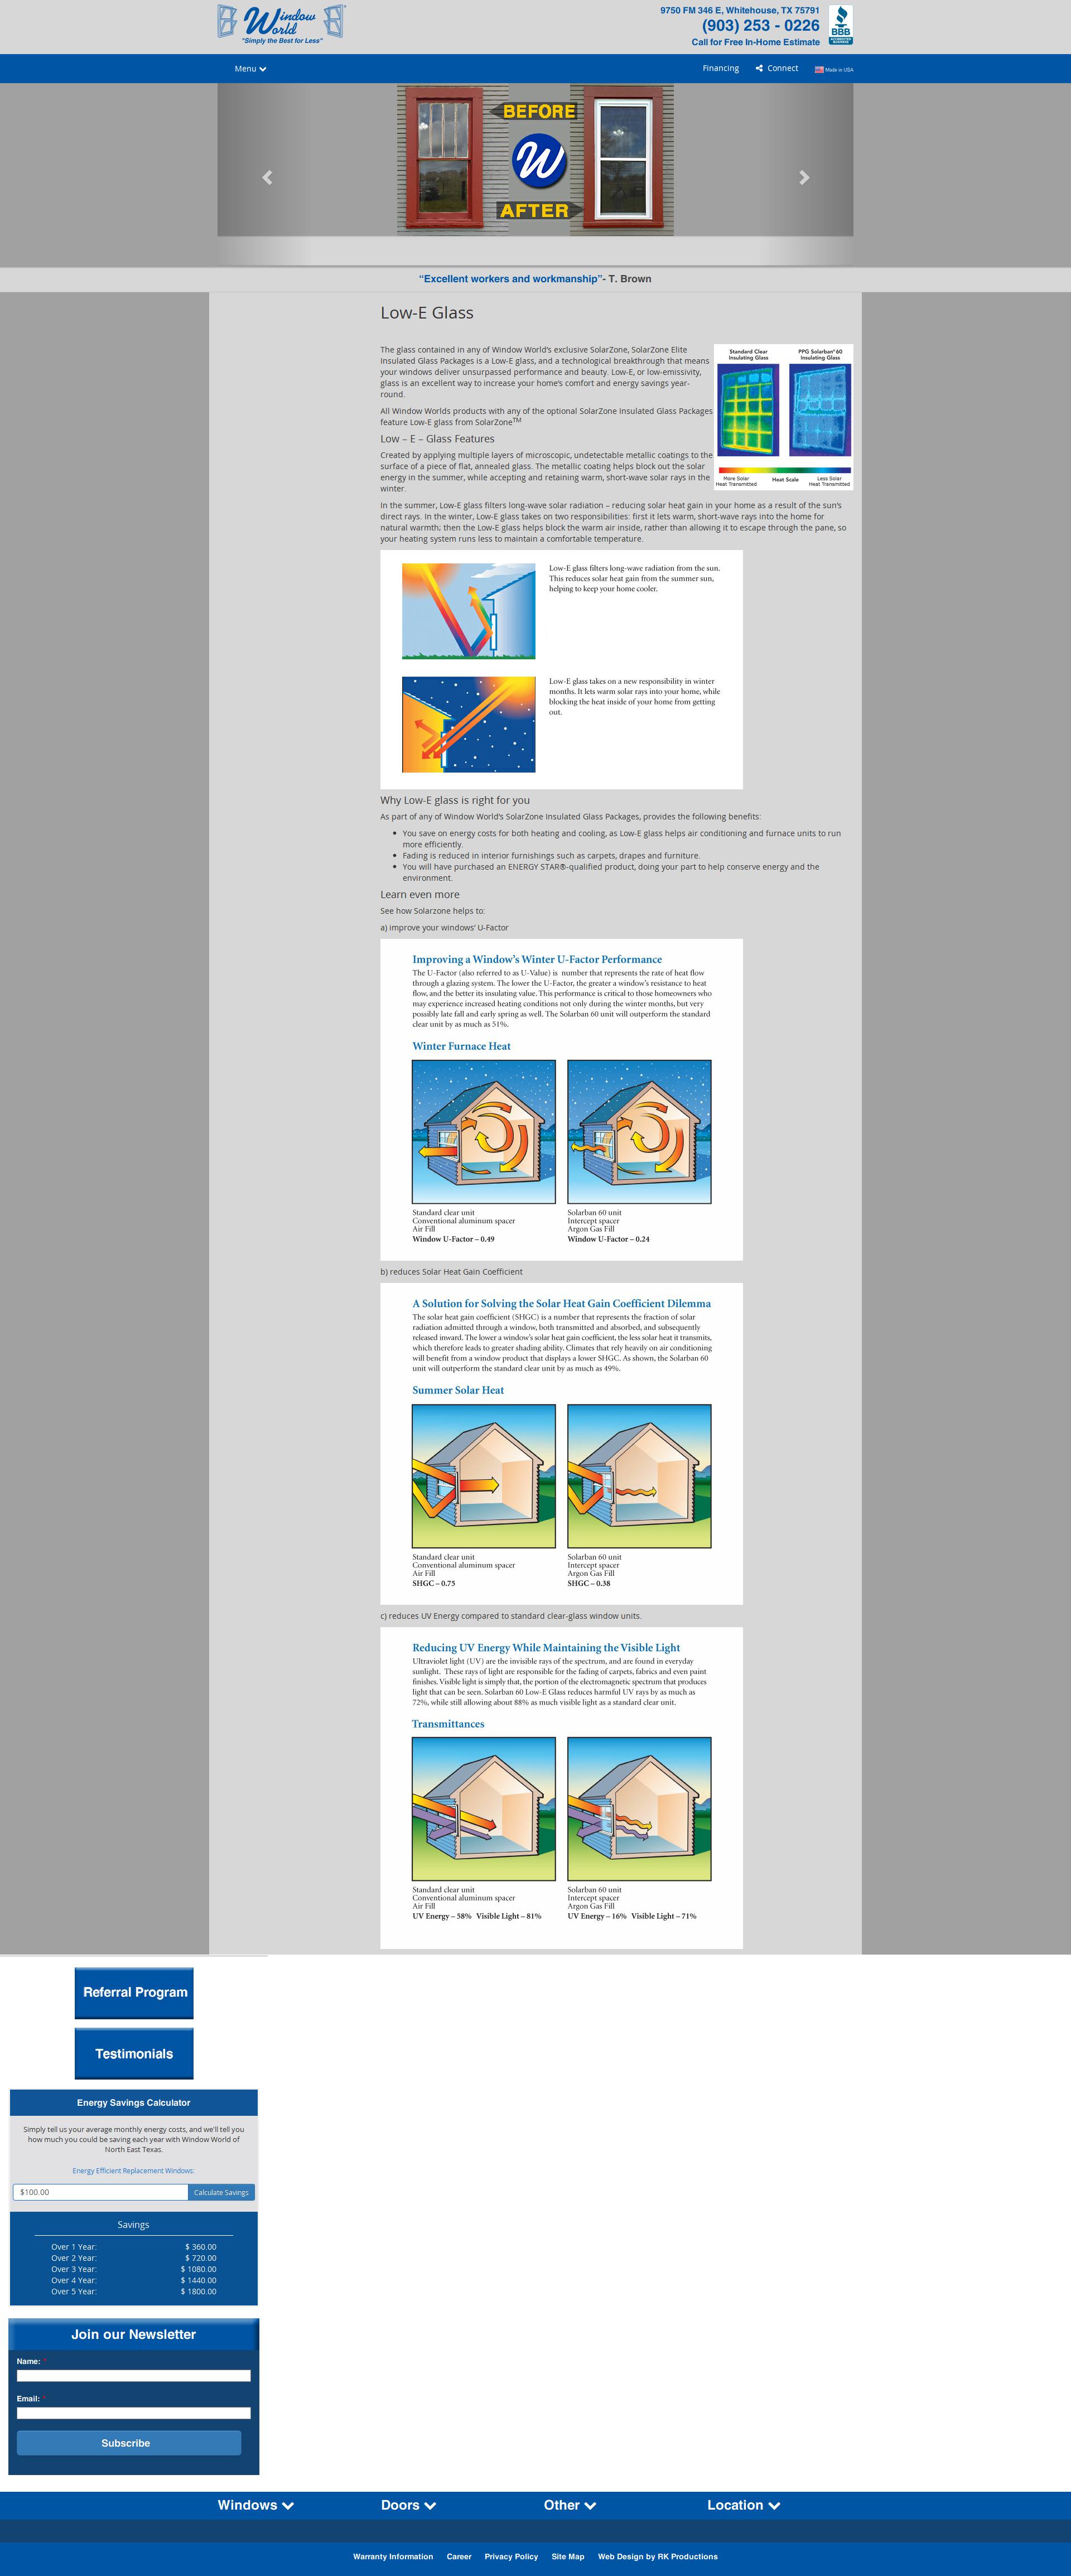 Window World
"Simply the Best for Less"
9750 FM 346 E, Whitehouse, TX 75791
(903) 253 - 0226
Call for Free In-Home Estimate
BBB
ACCREDITED BUSINESS
Menu
Financing
Connect
Made in USA
BEFORE
W
AFTER
“Excellent workers and workmanship”- T. Brown
Low-E Glass
The glass contained in any of Window World’s exclusive SolarZone, SolarZone Elite
Insulated Glass Packages is a Low-E glass, and a technological breakthrough that means
your windows deliver unsurpassed performance and beauty. Low-E, or low-emissivity,
glass is an excellent way to increase your home’s comfort and energy savings year-
round.
Standard Clear
Insulating Glass
PPG Solarban®60
Insulating Glass
More Solar
Heat Transmitted
Heat Scale
Less Solar
Heat Transmitted
All Window Worlds products with any of the optional SolarZone Insulated Glass Packages
feature Low-E glass from SolarZone™
Low – E – Glass Features
Created by applying multiple layers of microscopic, undetectable metallic coatings to the
surface of a piece of flat, annealed glass. The metallic coating helps block out the solar
energy in the summer, while accepting and retaining warm, short-wave solar rays in the
winter.
In the summer, Low-E glass filters long-wave solar radiation – reducing solar heat gain in your home as a result of the sun’s
direct rays. In the winter, Low-E glass takes on two responsibilities: first it lets warm, short-wave rays into the home for
natural warmth; then the Low-E glass helps block the warm air inside, rather than allowing it to escape through the pane, so
your heating system runs less to maintain a comfortable temperature.
Low-E glass filters long-wave radiation from the sun.
This reduces solar heat gain from the summer sun,
helping to keep your home cooler.
Low-E glass takes on a new responsibility in winter
months. It lets warm solar rays into your home, while
blocking the heat inside of your home from getting
out.
Why Low-E glass is right for you
As part of any of Window World’s SolarZone Insulated Glass Packages, provides the following benefits:
You save on energy costs for both heating and cooling, as Low-E glass helps air conditioning and furnace units to run
more efficiently.
Fading is reduced in interior furnishings such as carpets, drapes and furniture.
You will have purchased an ENERGY STAR®-qualified product, doing your part to help conserve energy and the
environment.
Learn even more
See how Solarzone helps to:
a) improve your windows’ U-Factor
Improving a Window’s Winter U-Factor Performance
The U-Factor (also referred to as U-Value) is number that represents the rate of heat flow
through a glazing system. The lower the U-Factor, the greater a window’s resistance to heat
flow, and the better its insulating value. This performance is critical to those homeowners who
may experience increased heating conditions not only during the winter months, but very
possibly late fall and early spring as well. The Solarban 60 unit will outperform the standard
clear unit by as much as 51%.
Winter Furnace Heat
Standard clear unit
Conventional aluminum spacer
Air Fill
Window U-Factor – 0.49
Solarban 60 unit
Intercept spacer
Argon Gas Fill
Window U-Factor – 0.24
b) reduces Solar Heat Gain Coefficient
A Solution for Solving the Solar Heat Gain Coefficient Dilemma
The solar heat gain coefficient (SHGC) is a number that represents the fraction of solar
radiation admitted through a window, both transmitted and absorbed, and subsequently
released inward. The lower a window’s solar heat gain coefficient, the less solar heat it transmits,
which therefore leads to greater shading ability. Climates that rely heavily on air conditioning
will benefit from a window product that displays a lower SHGC. As shown, the Solarban 60
unit will outperform the standard clear unit by as much as 49%.
Summer Solar Heat
Standard clear unit
Conventional aluminum spacer
Air Fill
SHGC – 0.75
Solarban 60 unit
Intercept spacer
Argon Gas Fill
SHGC – 0.38
c) reduces UV Energy compared to standard clear-glass window units.
Reducing UV Energy While Maintaining the Visible Light
Ultraviolet light (UV) are the invisible rays of the spectrum, and are found in everyday
sunlight. These rays of light are responsible for the fading of carpets, fabrics and even paint
finishes. Visible light is simply that, the portion of the electromagnetic spectrum that produces
light that can be seen. Solarban 60 Low-E Glass reduces harmful UV rays by as much as
72%, while still allowing about 88% as much visible light as a standard clear unit.
Transmittances
Standard clear unit
Conventional aluminum spacer
Air Fill
UV Energy – 58% Visible Light – 81%
Solarban 60 unit
Intercept spacer
Argon Gas Fill
UV Energy – 16% Visible Light – 71%
Referral Program
Testimonials
Energy Savings Calculator
Simply tell us your average monthly energy costs, and we'll tell you
how much you could be saving each year with Window World of
North East Texas.
Energy Efficient Replacement Windows:
$100.00
Calculate Savings
Savings
Over 1 Year: $ 360.00
Over 2 Year: $ 720.00
Over 3 Year: $ 1080.00
Over 4 Year: $ 1440.00
Over 5 Year: $ 1800.00
Join our Newsletter
Name: *
Email: *
Subscribe
Windows
Doors
Other
Location
Warranty Information
Career
Privacy Policy
Site Map
Web Design by RK Productions